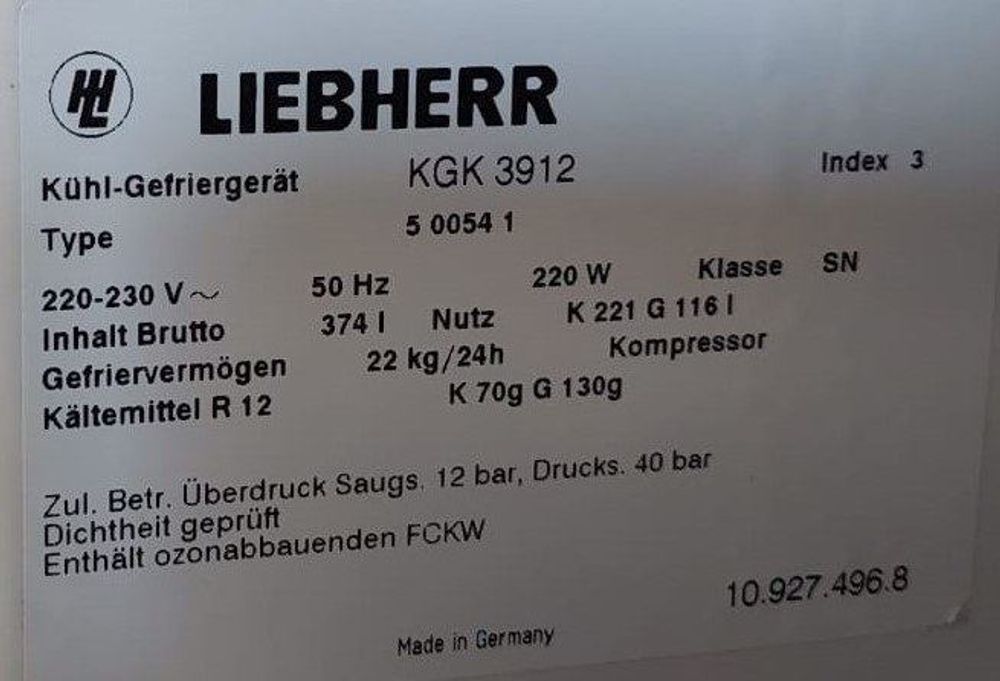 LIEBHERR
Kühl-Gefriergerät KGK 3912 Index 3
Type 5 0054 1
220-230 V ~ 50 Hz 220 W Klasse SN
Inhalt Brutto 374 l Nutz K 221 G 116 l
Gefriervermögen 22 kg/24h Kompressor
Kältemittel R 12 K 70g G 130g
Zul. Betr. Überdruck Saugs. 12 bar, Drucks. 40 bar
Dichtheit geprüft
Enthält ozonabbauenden FCKW
10.927.496.8
Made in Germany